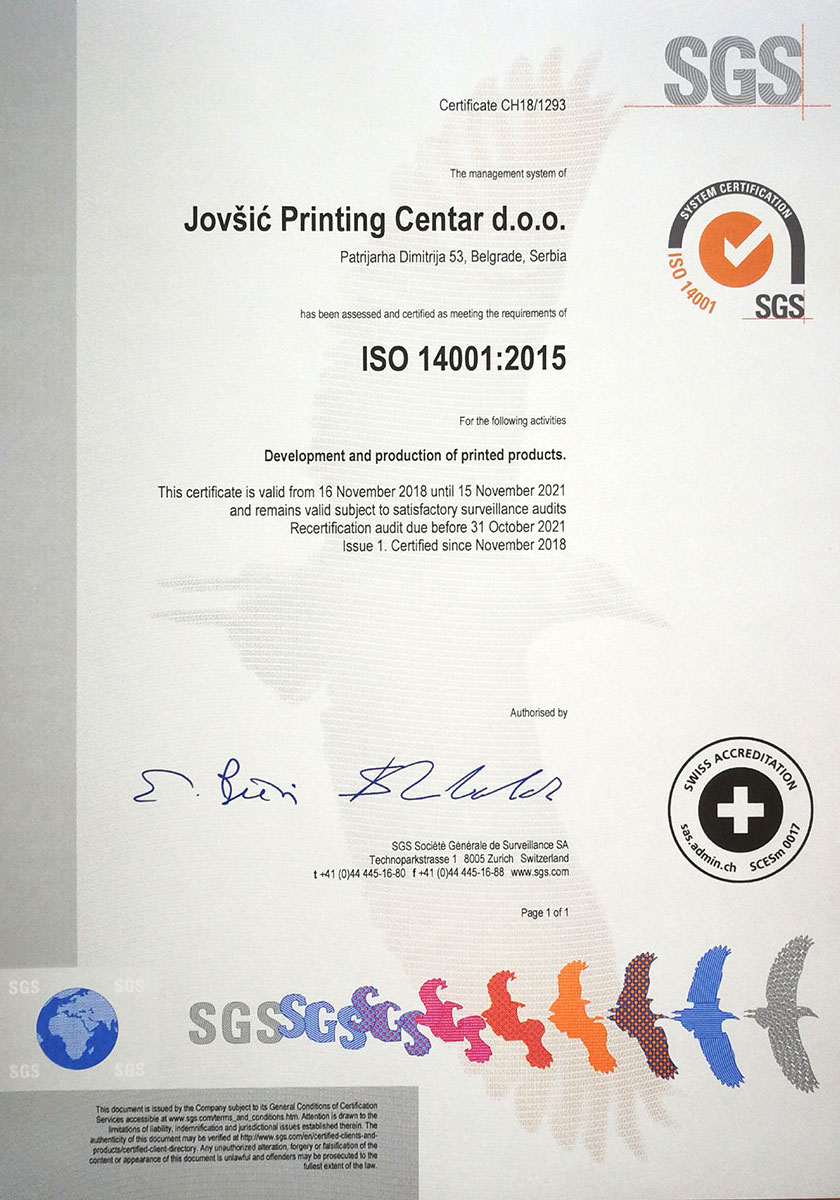 SGS
Certificate CH18/1293
The management system of
Jovšić Printing Centar d.o.o.
Patrijarha Dimitrija 53, Belgrade, Serbia
SYSTEM CERTIFICATION
ISO 14001
SGS
has been assessed and certified as meeting the requirements of
ISO 14001:2015
For the following activities
Development and production of printed products.
This certificate is valid from 16 November 2018 until 15 November 2021
and remains valid subject to satisfactory surveillance audits
Recertification audit due before 31 October 2021
Issue 1. Certified since November 2018
Authorised by
SWISS ACCREDITATION
sas.admin.ch SCESm 0017
SGS Société Générale de Surveillance SA
Technoparkstrasse 1 8005 Zurich Switzerland
t +41 (0)44 445-16-80 f +41 (0)44 445-16-88 www.sgs.com
Page 1 of 1
SGS SGS
SGS SGS
SGS SGS SGS
This document is issued by the Company subject to its General Conditions of Certification
Services accessible at www.sgs.com/terms_and_conditions.htm. Attention is drawn to the
limitations of liability, indemnification and jurisdictional issues established therein. The
authenticity of this document may be verified at http://www.sgs.com/en/certified-clients-and-
products/certified-client-directory. Any unauthorized alteration, forgery or falsification of the
content or appearance of this document is unlawful and offenders may be prosecuted to the
fullest extent of the law.